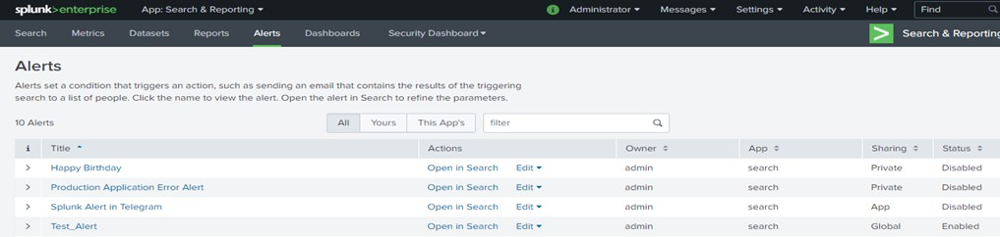 splunk>enterprise App: Search & Reporting Administrator Messages Settings Activity Help Find
Search Metrics Datasets Reports Alerts Dashboards Security Dashboard Search & Reporting
Alerts
Alerts set a condition that triggers an action, such as sending an email that contains the results of the triggering
search to a list of people. Click the name to view the alert. Open the alert in Search to refine the parameters.
10 Alerts All Yours This App's filter
i Title Actions Owner App Sharing Status
Happy Birthday Open in Search Edit admin search Private Disabled
Production Application Error Alert Open in Search Edit admin search Private Disabled
Splunk Alert in Telegram Open in Search Edit admin search App Disabled
Test_Alert Open in Search Edit admin search Global Enabled